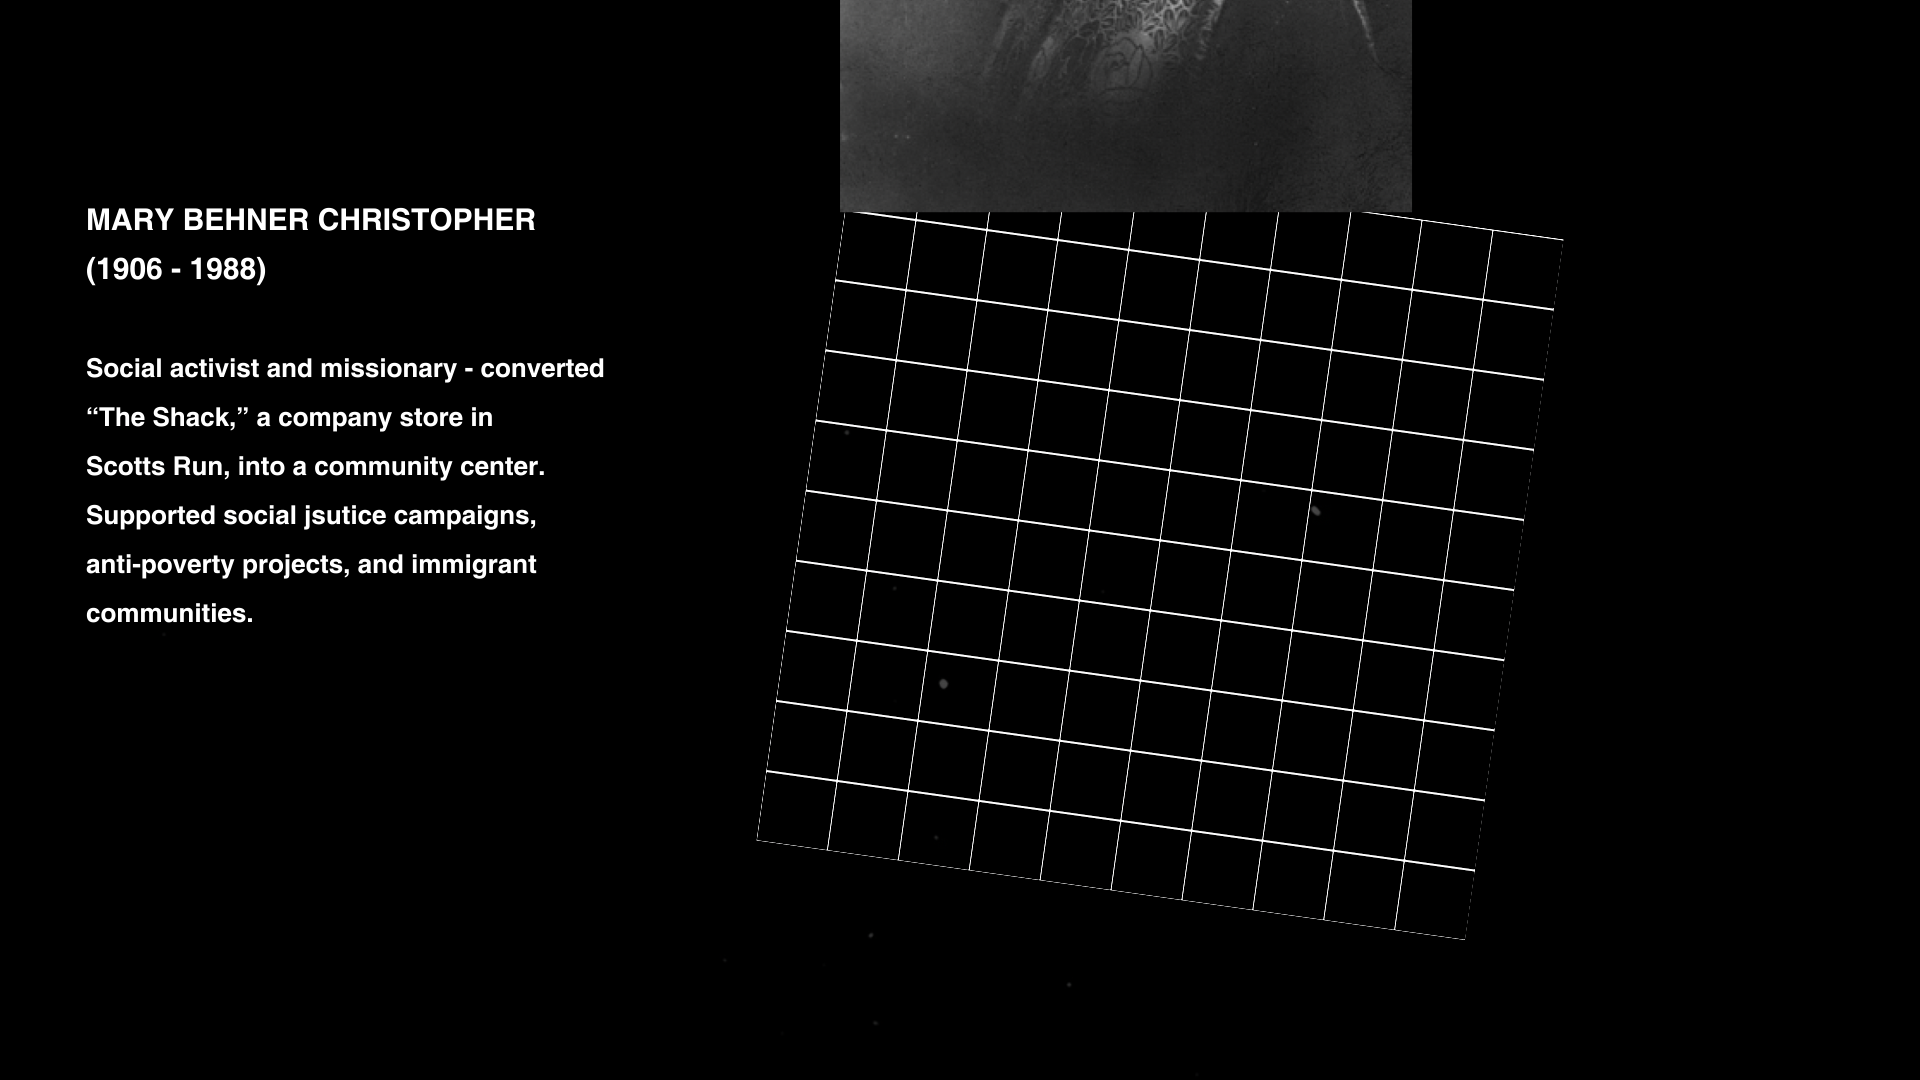 MARY BEHNER CHRISTOPHER
(1906 - 1988)
Social activist and missionary - converted
“The Shack,” a company store in
Scotts Run, into a community center.
Supported social jsutice campaigns,
anti-poverty projects, and immigrant
communities.